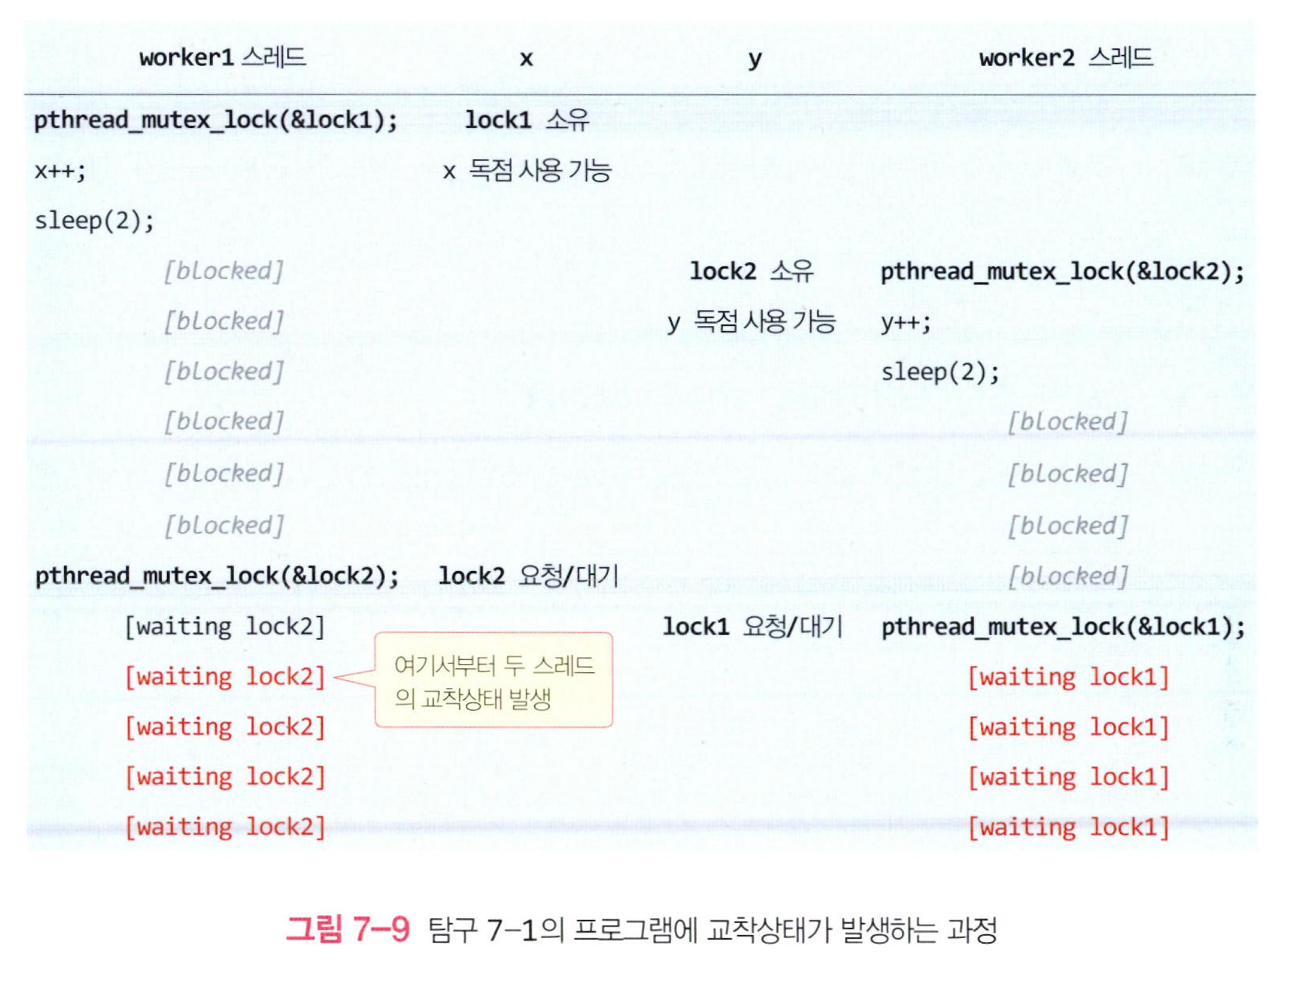 worker1 스레드 x y worker2 스레드
pthread_mutex_lock(&lock1); lock1 소유
x++; x 독점 사용 가능
sleep(2);
[blocked] lock2 소유 pthread_mutex_lock(&lock2);
[blocked] y 독점 사용 가능 y++;
[blocked] sleep(2);
[blocked] [blocked]
[blocked] [blocked]
[blocked] [blocked]
pthread_mutex_lock(&lock2); lock2 요청/대기 [blocked]
[waiting lock2] lock1 요청/대기 pthread_mutex_lock(&lock1);
[waiting lock2] 여기서부터 두 스레드 [waiting lock1]
의 교착상태 발생
[waiting lock2] [waiting lock1]
[waiting lock2] [waiting lock1]
[waiting lock2] [waiting lock1]
그림 7-9 탐구 7-1의 프로그램에 교착상태가 발생하는 과정